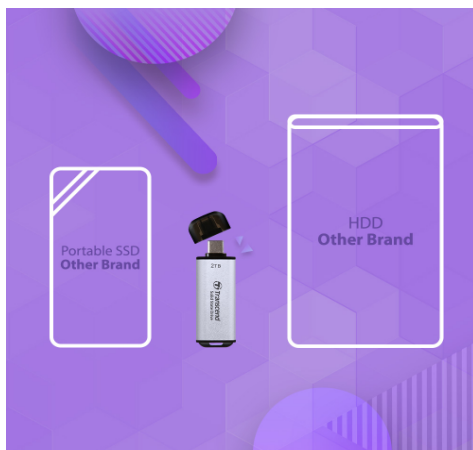 Portable SSD
Other Brand
2TB
Transcend
HDD
Other Brand